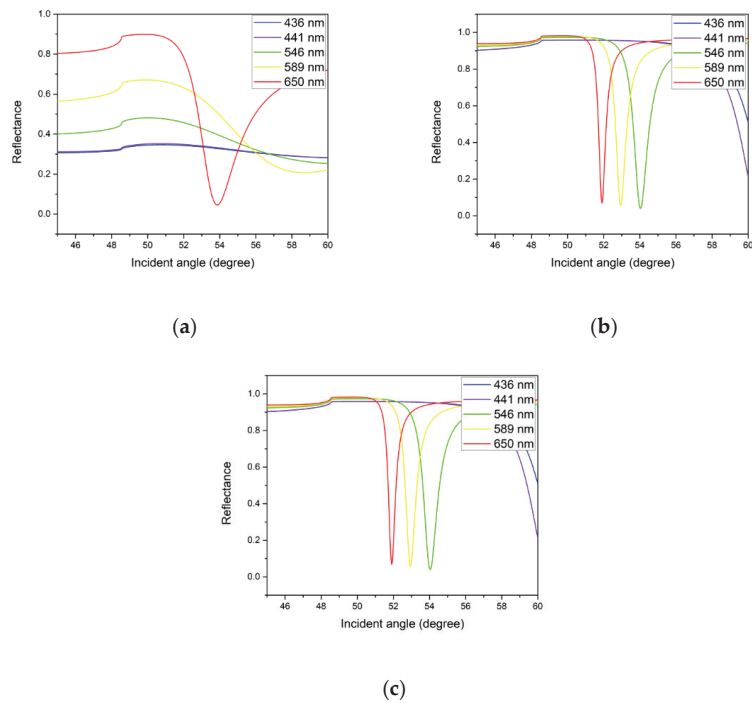 1.0
0.8
0.6
0.4
0.2
0.0
Reflectance
46 48 50 52 54 56 58 60
Incident angle (degree)
436 nm
441 nm
546 nm
589 nm
650 nm
(a)
1.0
0.8
0.6
0.4
0.2
0.0
Reflectance
46 48 50 52 54 56 58 60
Incident angle (degree)
436 nm
441 nm
546 nm
589 nm
650 nm
(b)
1.0
0.8
0.6
0.4
0.2
0.0
Reflectance
46 48 50 52 54 56 58 60
Incident angle (degree)
436 nm
441 nm
546 nm
589 nm
650 nm
(c)